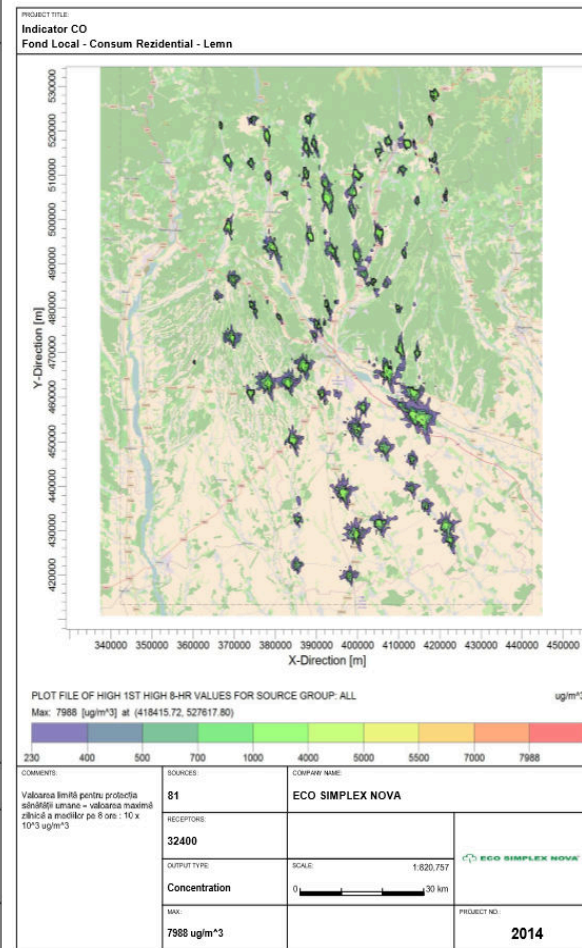 PROJECT TITLE:
Indicator CO
Fond Local - Consum Rezidential - Lemn
Y-Direction [m]
530000
520000
510000
500000
490000
480000
470000
460000
450000
440000
430000
420000
340000 350000 360000 370000 380000 390000 400000 410000 420000 430000 440000 450000
X-Direction [m]
PLOT FILE OF HIGH 1ST HIGH 8-HR VALUES FOR SOURCE GROUP: ALL
ug/m^3
Max: 7988 [ug/m^3] at (418415.72, 527617.80)
230 400 500 700 1000 4000 5000 5500 7000 7988
COMMENTS:
Valoarea limită pentru protecția
sănătății umane – valoarea maximă
zilnică a mediilor pe 8 ore : 10 x
10^3 ug/m^3
SOURCES:
81
COMPANY NAME:
ECO SIMPLEX NOVA
RECEPTORS:
32400
OUTPUT TYPE:
Concentration
SCALE:
1:820,757
0
30 km
ECO SIMPLEX NOVA
MAX:
7988 ug/m^3
PROJECT NO.:
2014